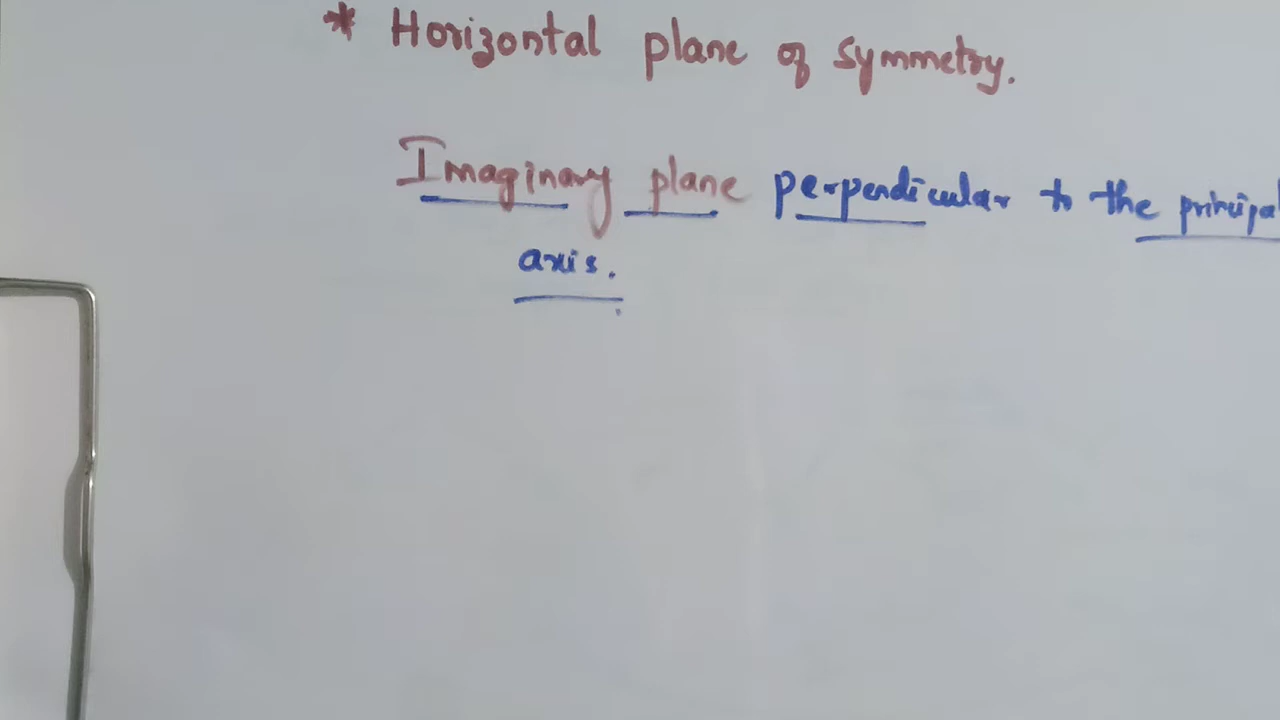 * Horizontal plane of symmetry.
Imaginary plane perpendicular to the principal
axis.